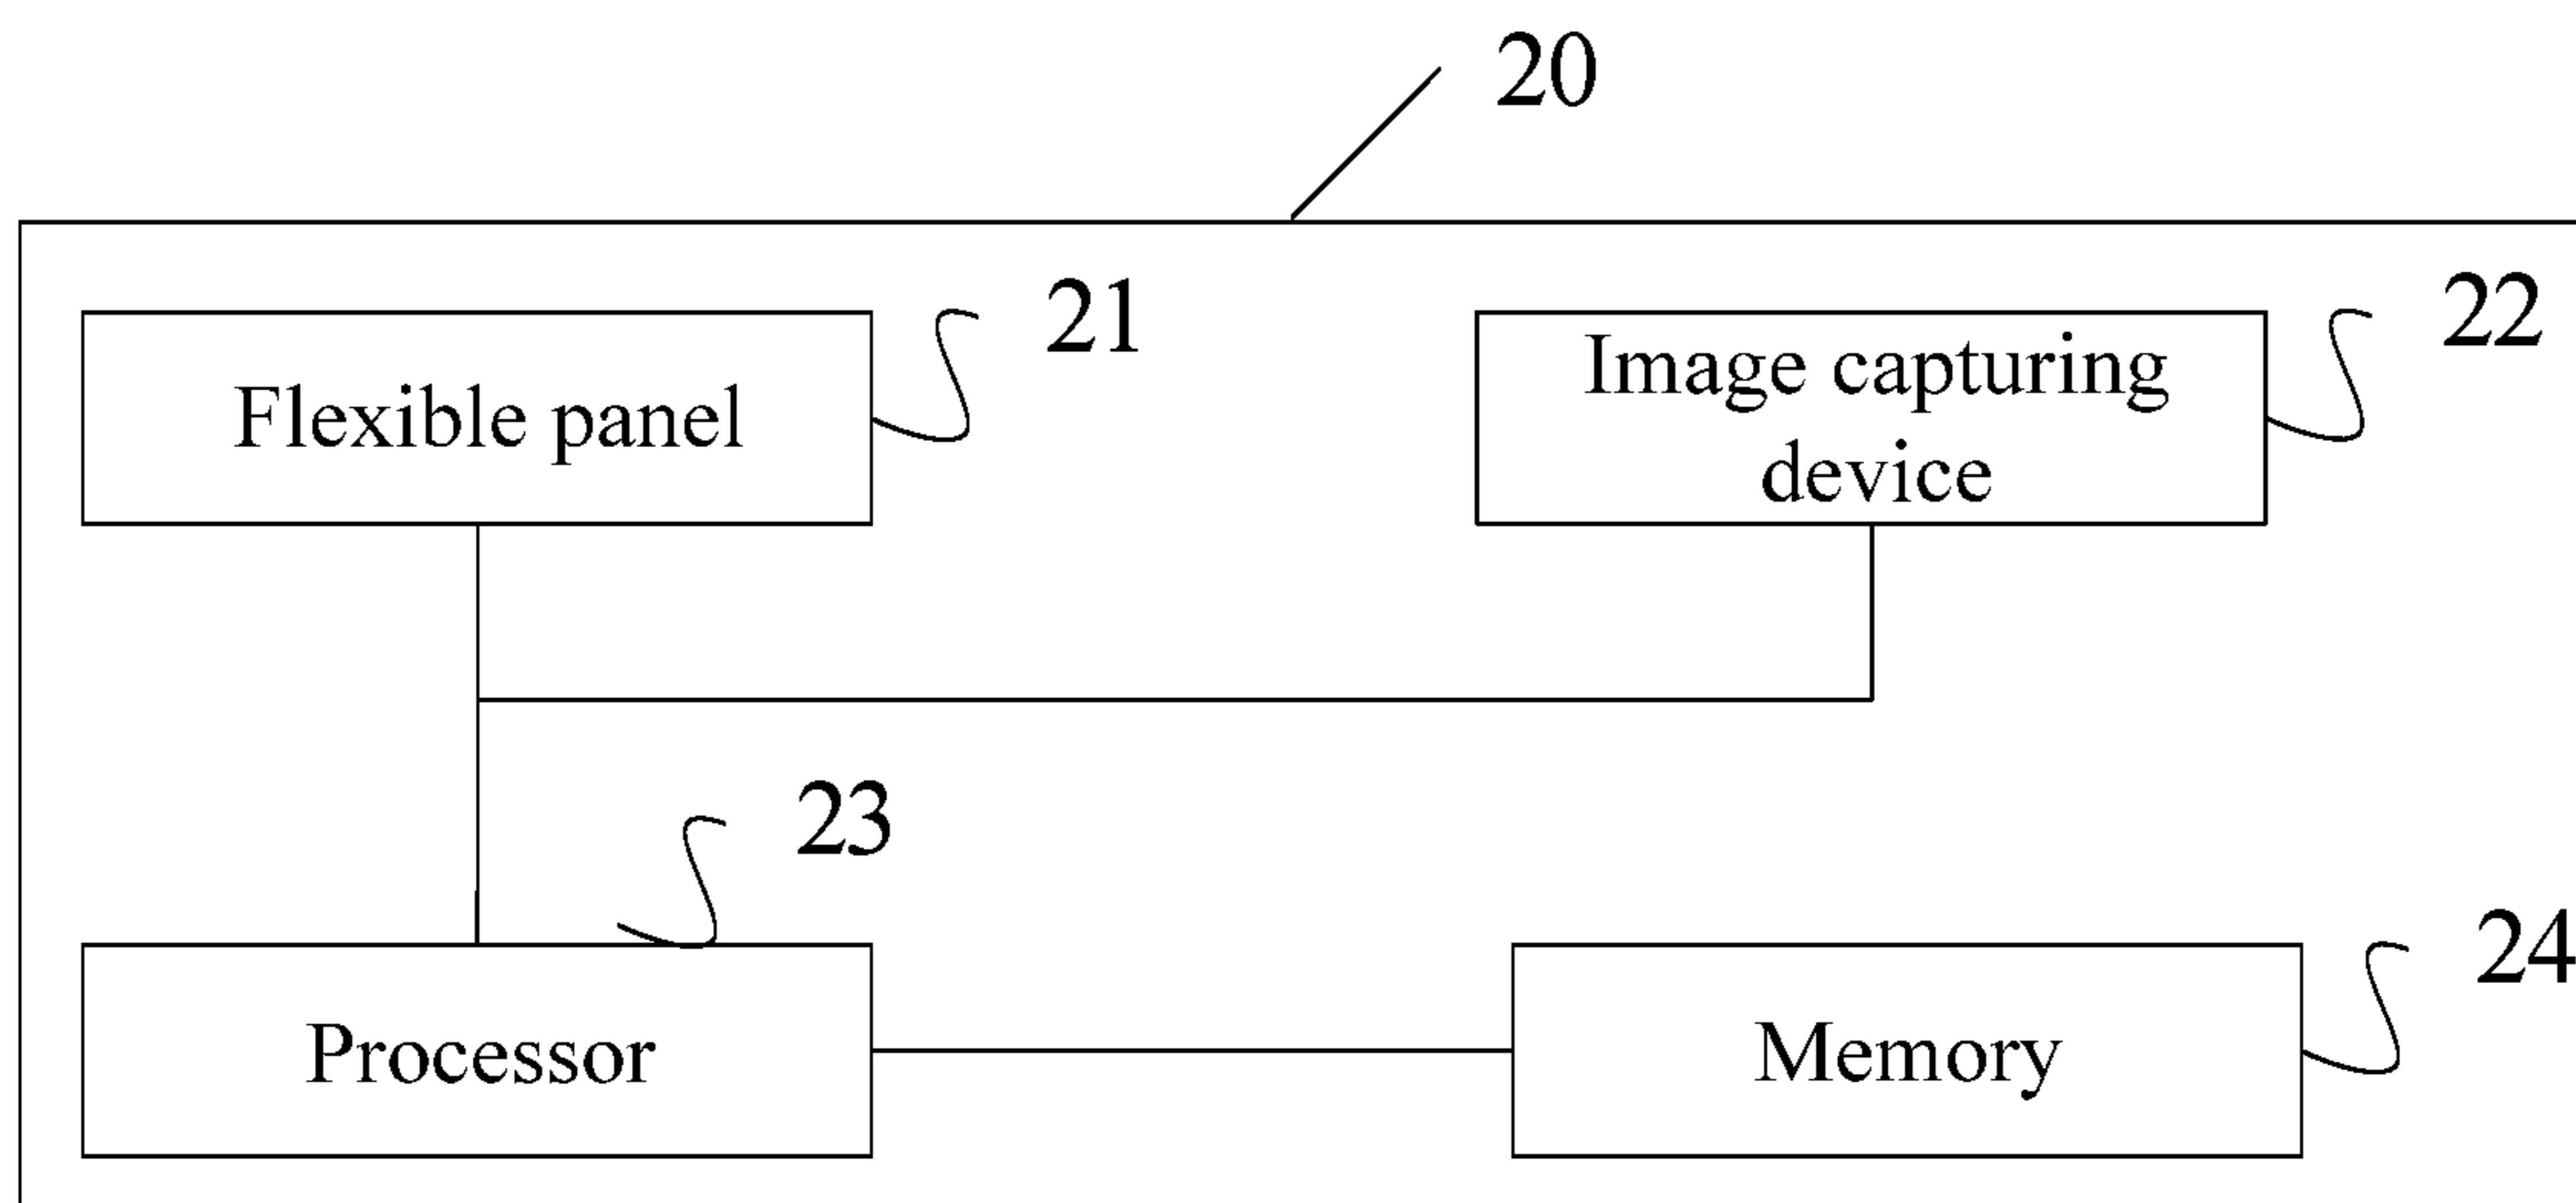 20
21
22
Flexible panel
Image capturing
device
23
24
Processor
Memory